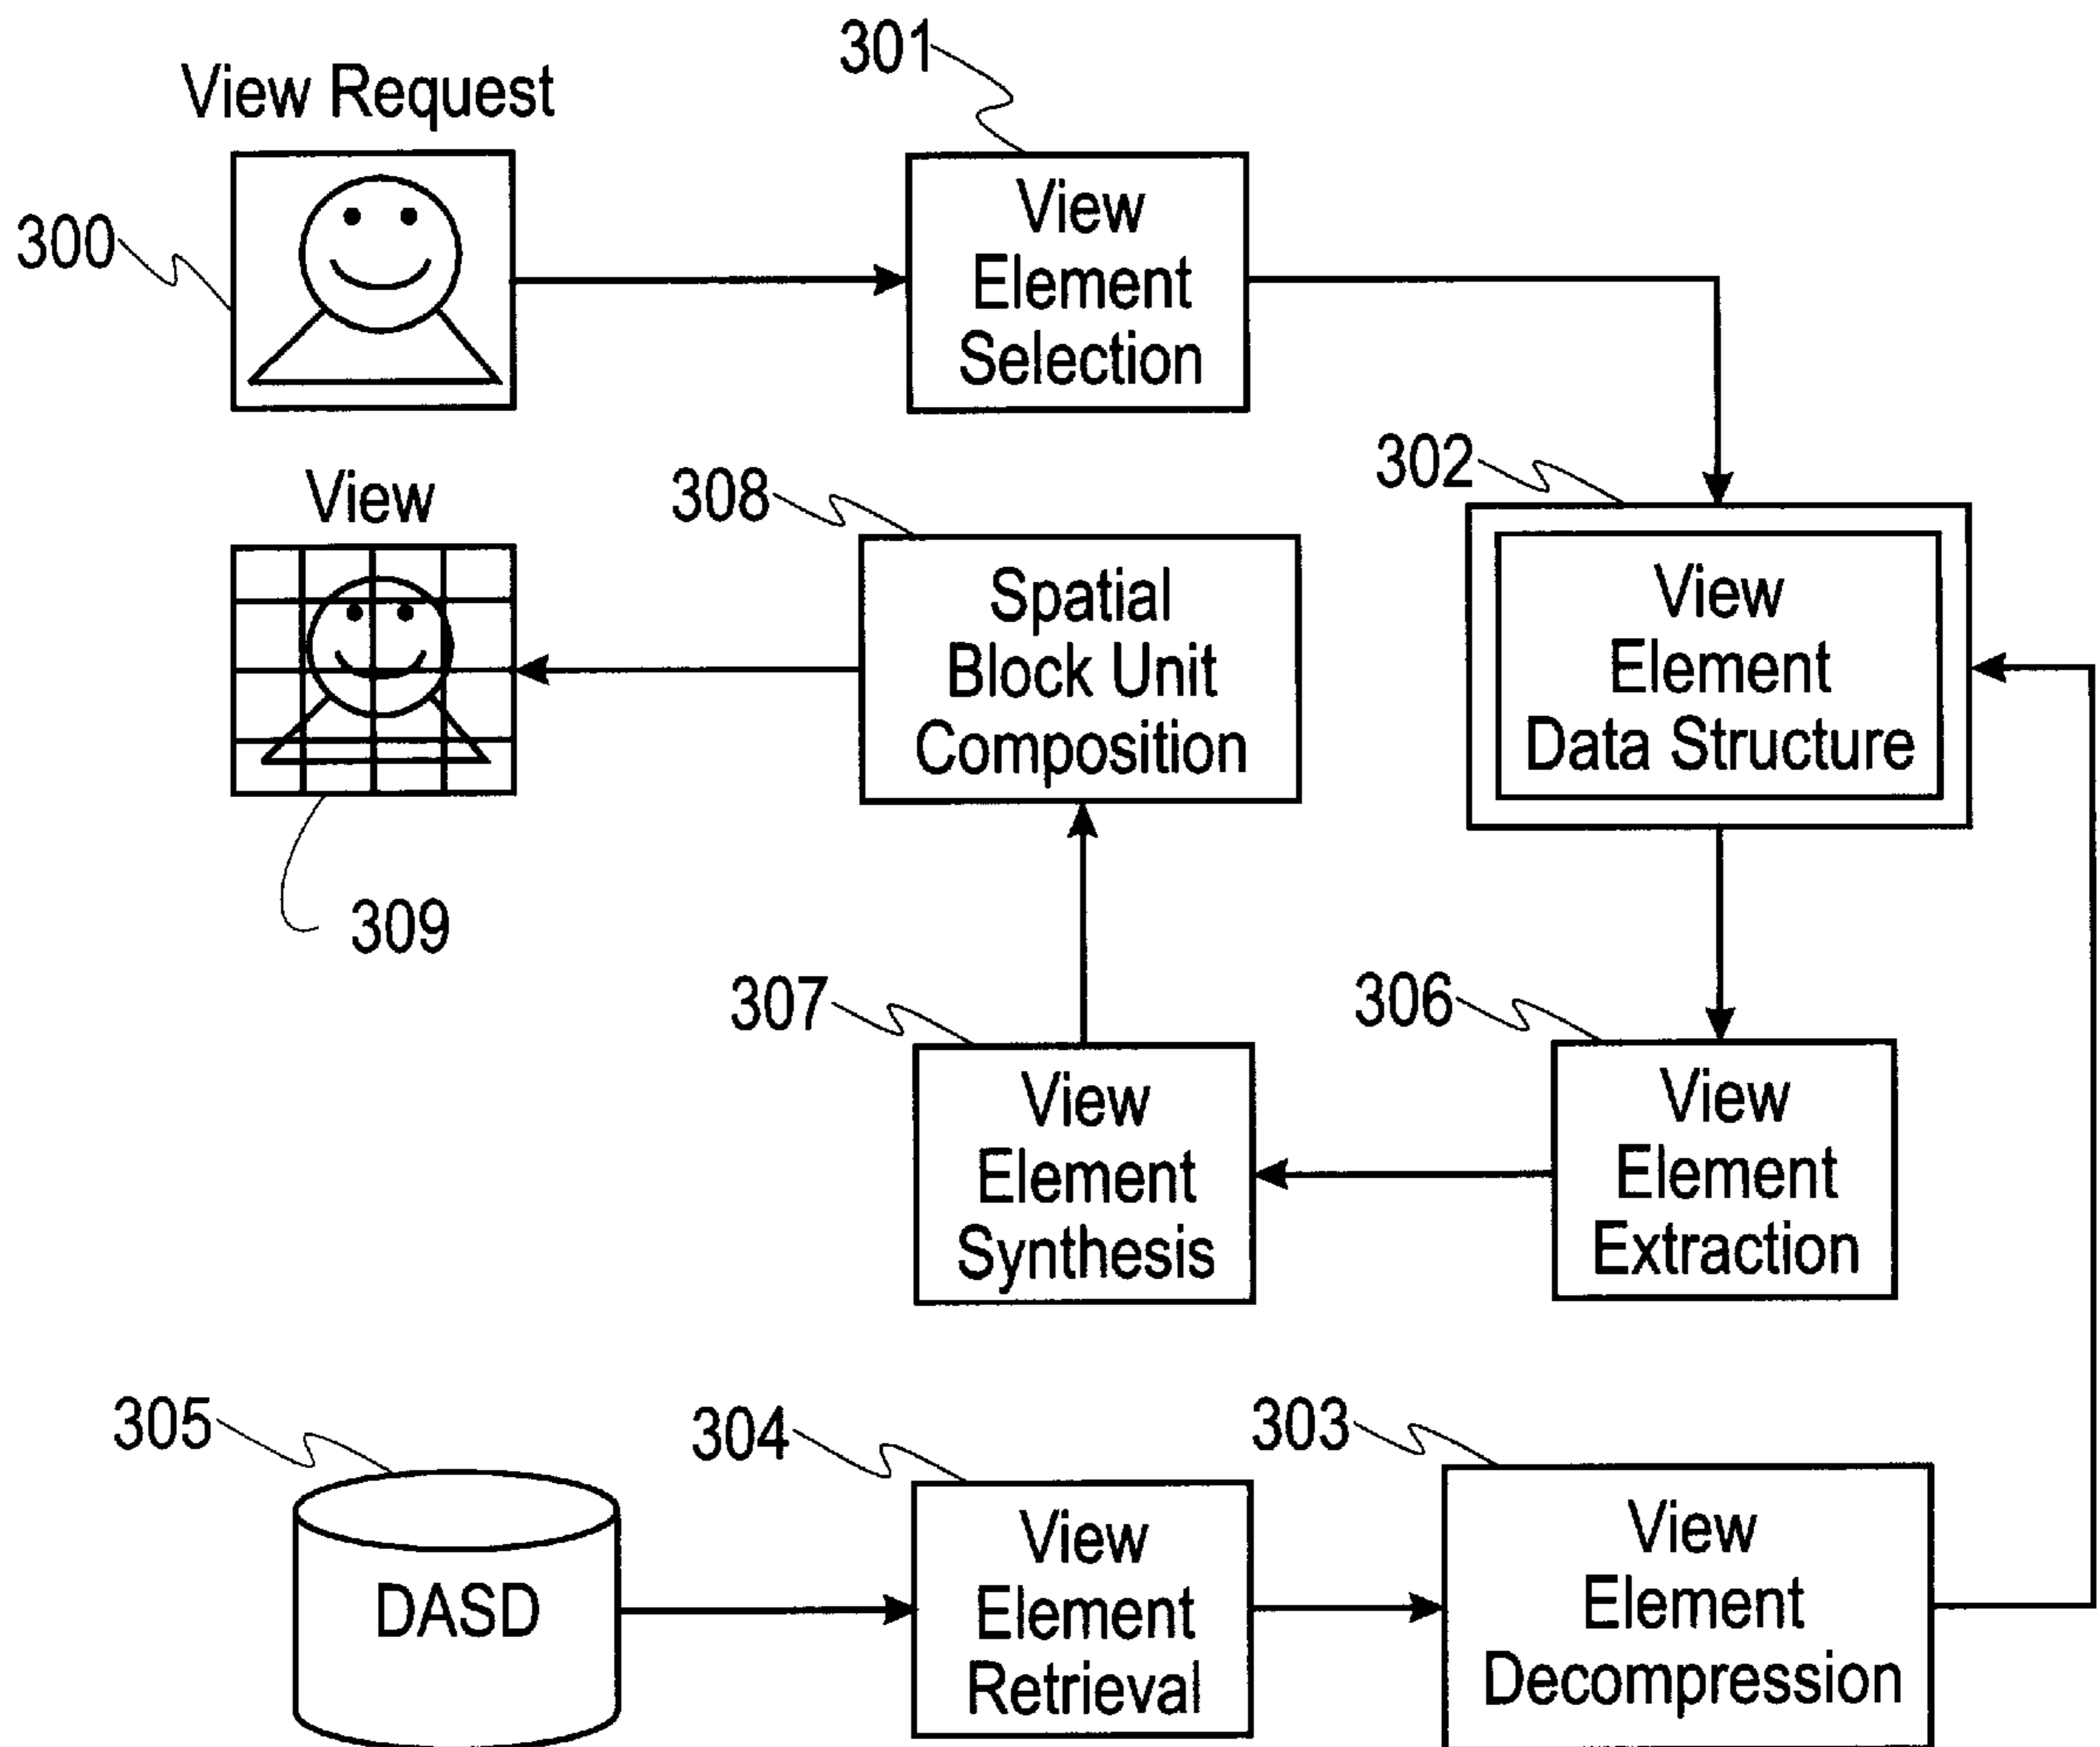 301
View Request
300
View
Element
Selection
302
View
308
Spatial
Block Unit
Composition
View
Element
Data Structure
309
307
306
View
Element
Synthesis
View
Element
Extraction
305
304
303
DASD
View
Element
Retrieval
View
Element
Decompression